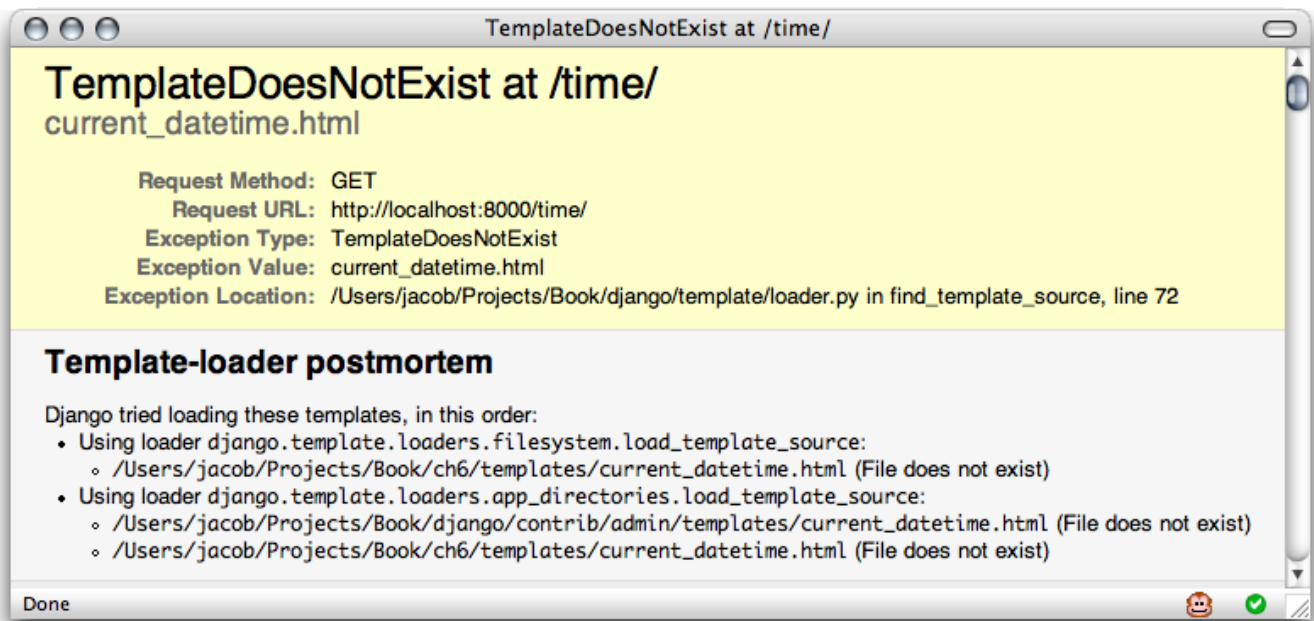 TemplateDoesNotExist at /time/
TemplateDoesNotExist at /time/
current_datetime.html
Request Method: GET
Request URL: http://localhost:8000/time/
Exception Type: TemplateDoesNotExist
Exception Value: current_datetime.html
Exception Location: /Users/jacob/Projects/Book/django/template/loader.py in find_template_source, line 72
Template-loader postmortem
Django tried loading these templates, in this order:
• Using loader django.template.loaders.filesystem.load_template_source:
◦ /Users/jacob/Projects/Book/ch6/templates/current_datetime.html (File does not exist)
• Using loader django.template.loaders.app_directories.load_template_source:
◦ /Users/jacob/Projects/Book/django/contrib/admin/templates/current_datetime.html (File does not exist)
◦ /Users/jacob/Projects/Book/ch6/templates/current_datetime.html (File does not exist)
Done